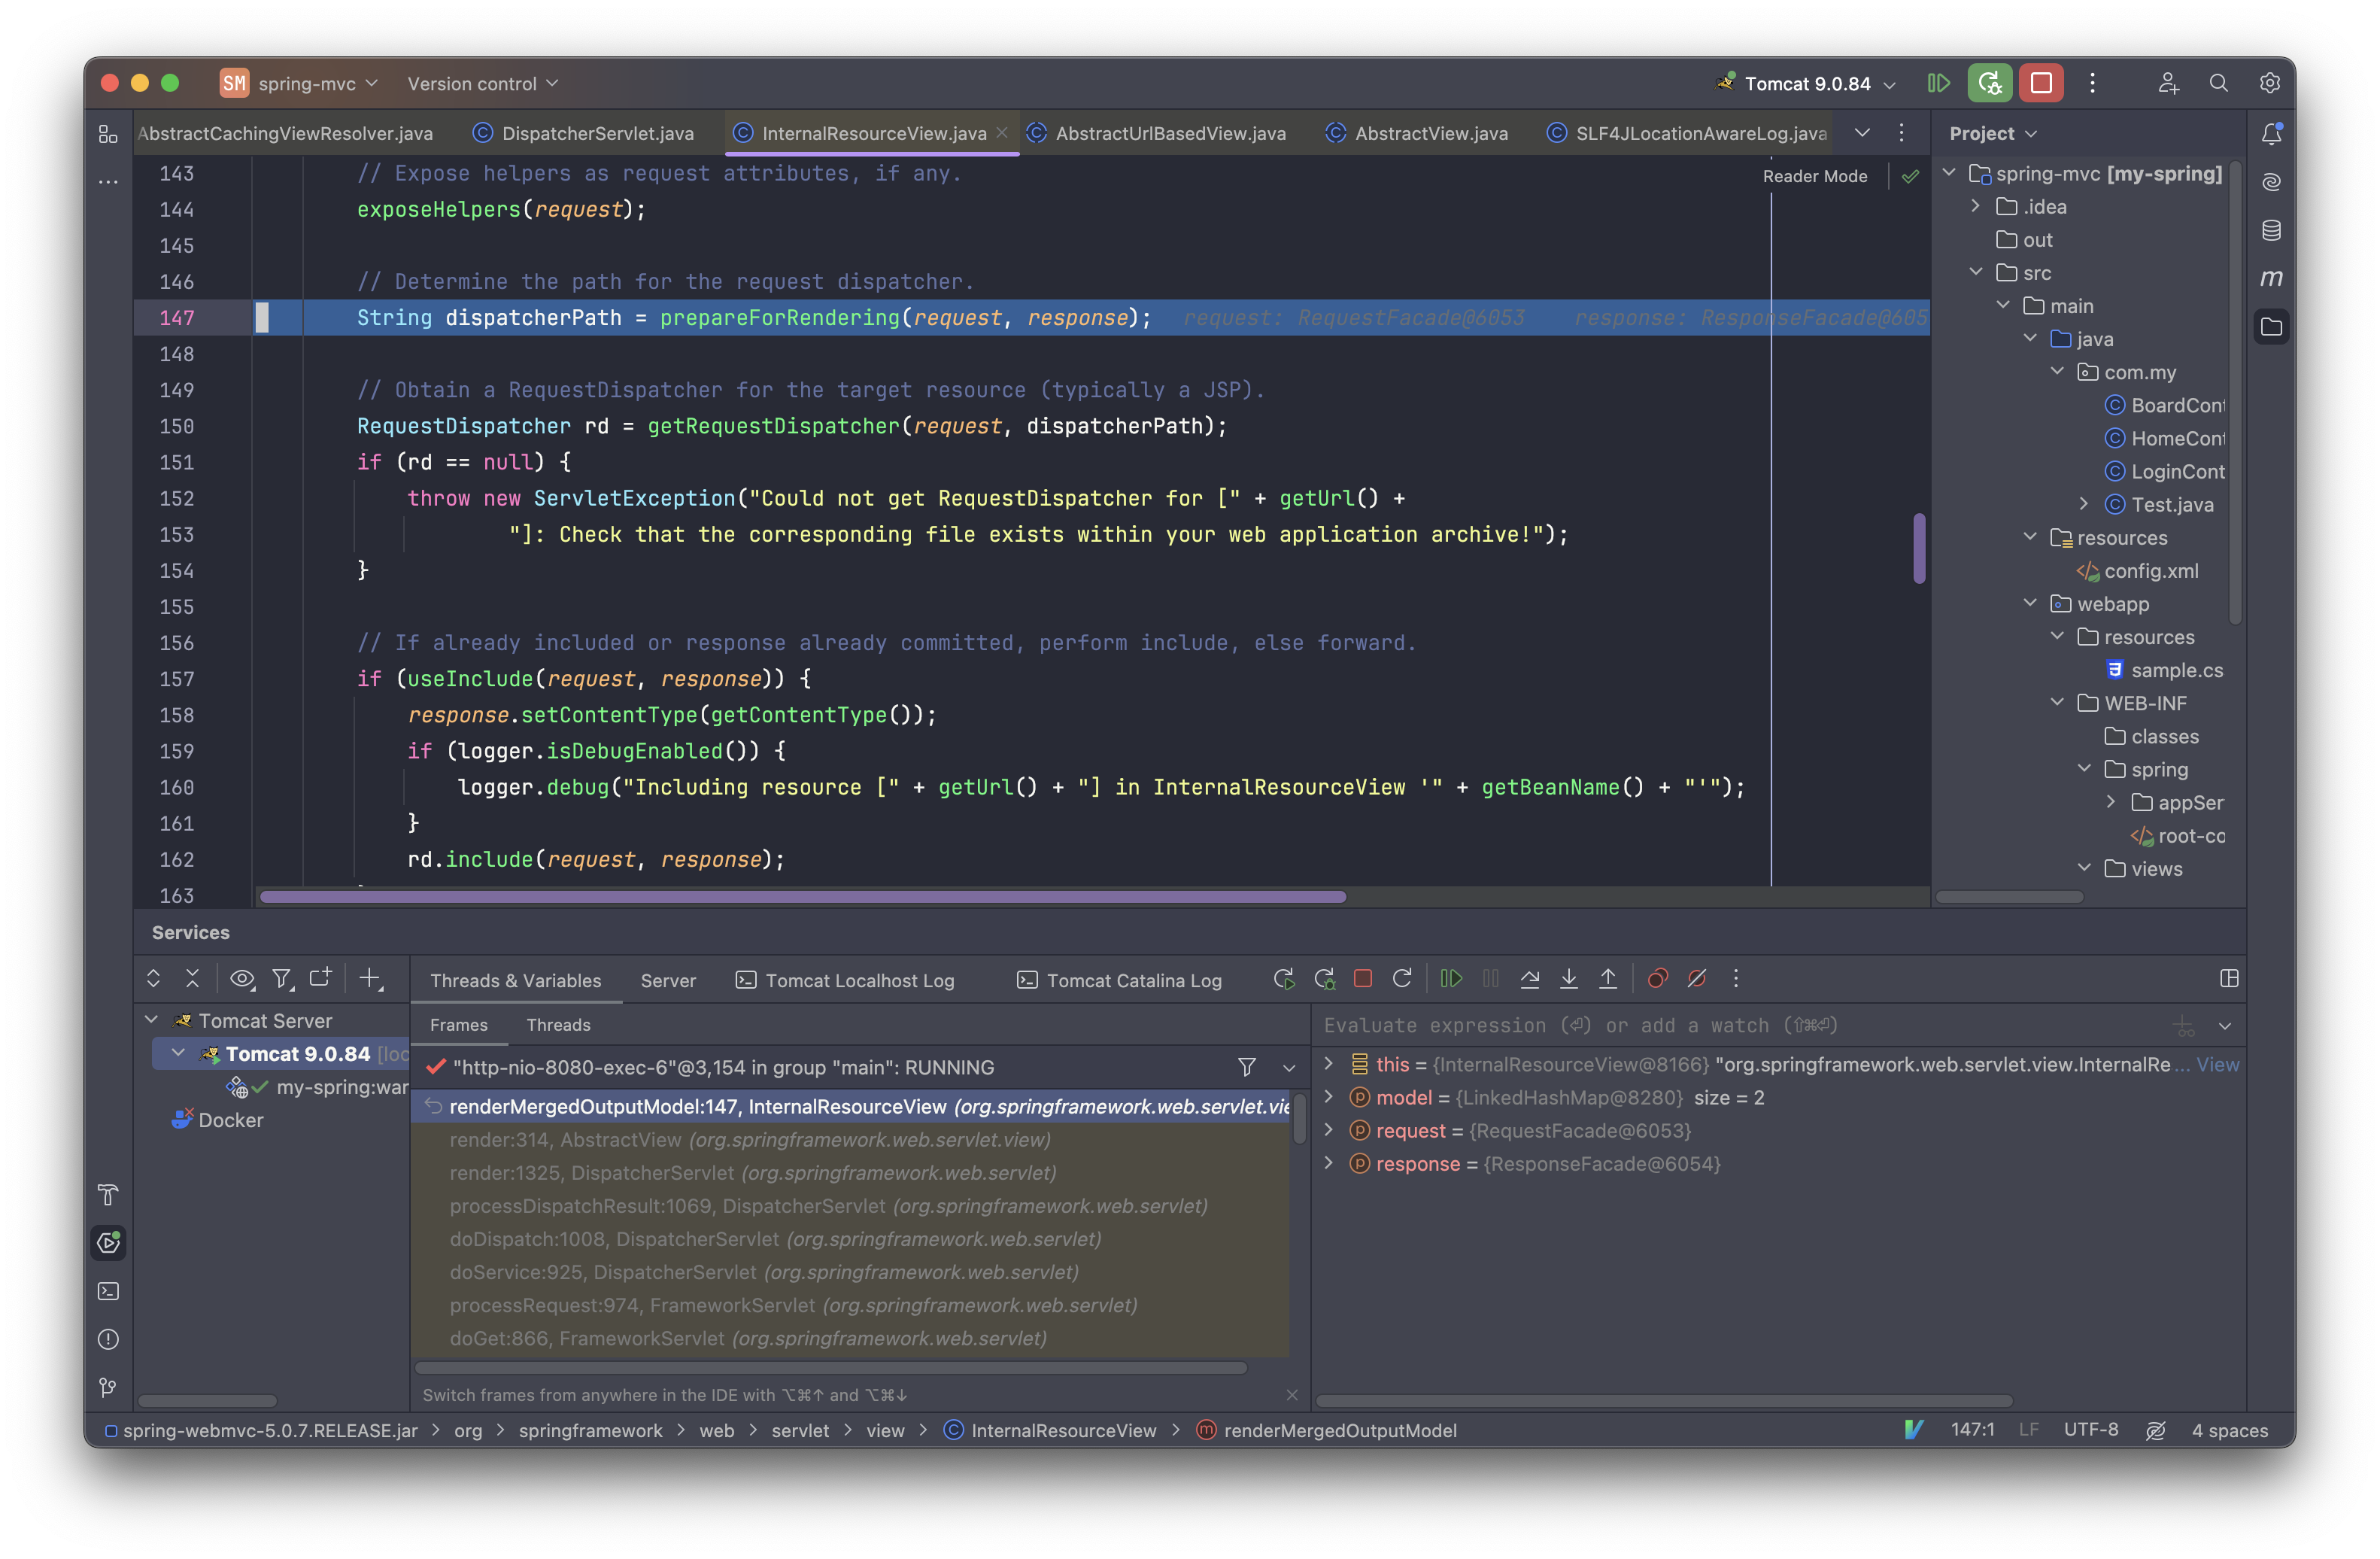 SM spring-mvc Version control Tomcat 9.0.84
AbstractCachingViewResolver.java DispatcherServlet.java InternalResourceView.java AbstractUrlBasedView.java AbstractView.java SLF4JLocationAwareLog.java
Reader Mode
143 // Expose helpers as request attributes, if any.
144 exposeHelpers(request);
145
146 // Determine the path for the request dispatcher.
147 String dispatcherPath = prepareForRendering(request, response); request: RequestFacade@6053 response: ResponseFacade@605
148
149 // Obtain a RequestDispatcher for the target resource (typically a JSP).
150 RequestDispatcher rd = getRequestDispatcher(request, dispatcherPath);
151 if (rd == null) {
152 throw new ServletException("Could not get RequestDispatcher for [" + getUrl() +
153 "]: Check that the corresponding file exists within your web application archive!");
154 }
155
156 // If already included or response already committed, perform include, else forward.
157 if (useInclude(request, response)) {
158 response.setContentType(getContentType());
159 if (logger.isDebugEnabled()) {
160 logger.debug("Including resource [" + getUrl() + "] in InternalResourceView '" + getBeanName() + "'");
161 }
162 rd.include(request, response);
163
Project
spring-mvc [my-spring]
.idea
out
src
main
java
com.my
BoardCont
HomeCont
LoginCont
Test.java
resources
config.xml
webapp
resources
sample.cs
WEB-INF
classes
spring
appSer
root-co
views
m
Services
Threads & Variables Server Tomcat Localhost Log Tomcat Catalina Log
Tomcat Server
Tomcat 9.0.84 [loc
my-spring:war
Docker
Frames Threads
"http-nio-8080-exec-6"@3,154 in group "main": RUNNING
renderMergedOutputModel:147, InternalResourceView (org.springframework.web.servlet.vie
render:314, AbstractView (org.springframework.web.servlet.view)
render:1325, DispatcherServlet (org.springframework.web.servlet)
processDispatchResult:1069, DispatcherServlet (org.springframework.web.servlet)
doDispatch:1008, DispatcherServlet (org.springframework.web.servlet)
doService:925, DispatcherServlet (org.springframework.web.servlet)
processRequest:974, FrameworkServlet (org.springframework.web.servlet)
doGet:866, FrameworkServlet (org.springframework.web.servlet)
Switch frames from anywhere in the IDE with ⌥⌘↑ and ⌥⌘↓
Evaluate expression (⏎) or add a watch (⇧⌘⏎)
this = {InternalResourceView@8166} "org.springframework.web.servlet.view.InternalRe... View
model = {LinkedHashMap@8280} size = 2
request = {RequestFacade@6053}
response = {ResponseFacade@6054}
spring-webmvc-5.0.7.RELEASE.jar > org > springframework > web > servlet > view > InternalResourceView > renderMergedOutputModel 147:1 LF UTF-8 4 spaces